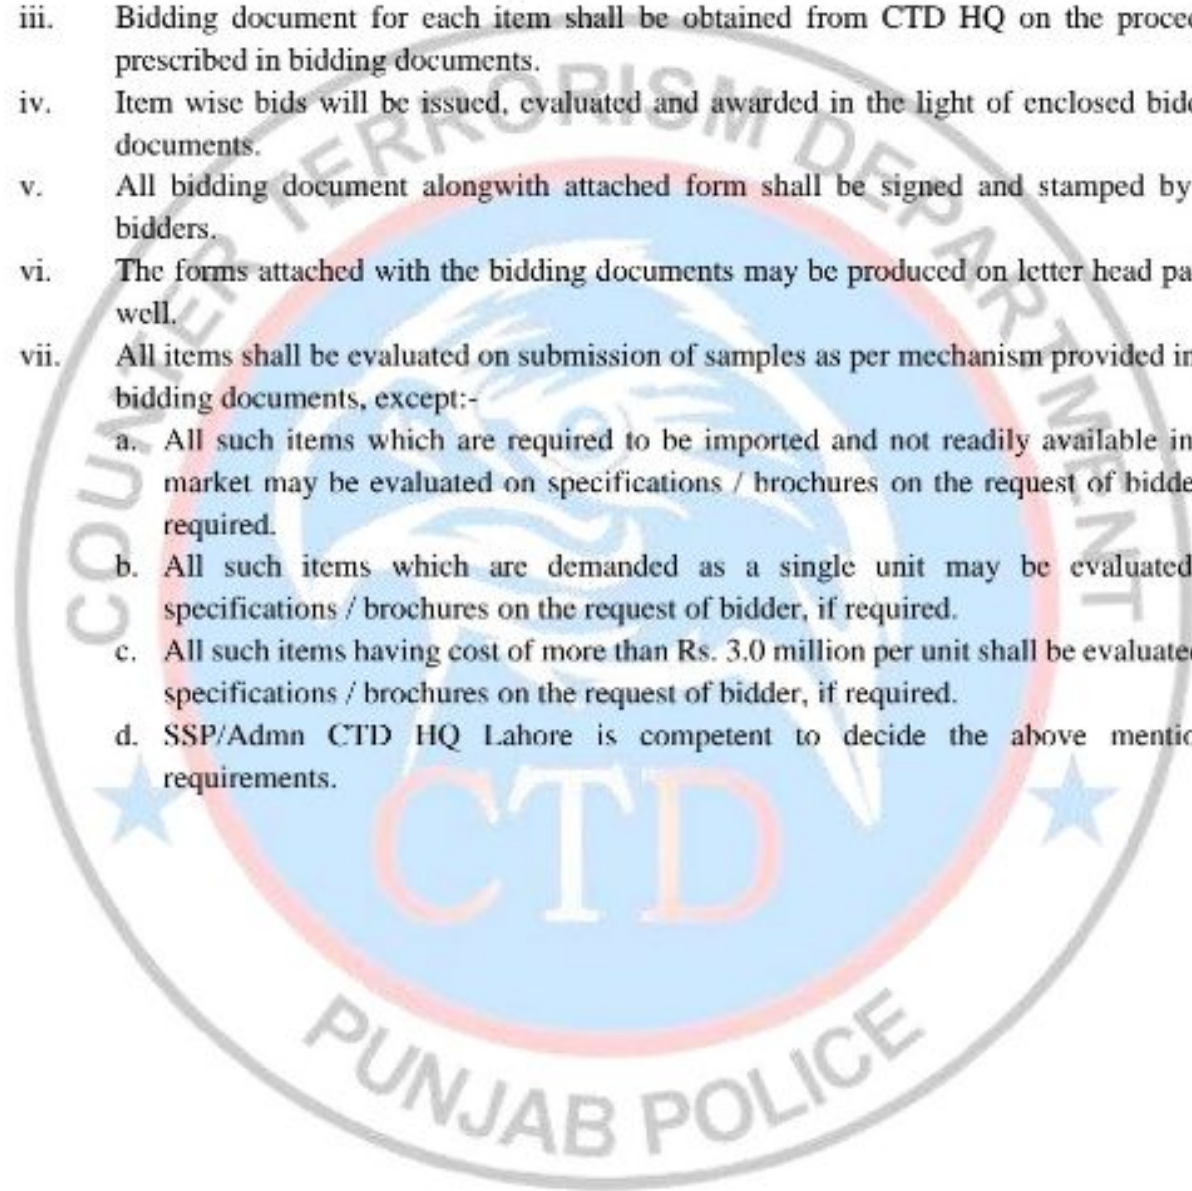 iii. Bidding document for each item shall be obtained from CTD HQ on the
prescribed in bidding documents.
iv. Item wise bids will be issued, evaluated and awarded in the light of enclosed
documents.
v. All bidding document alongwith attached form shall be signed and stamped by
bidders.
vi. The forms attached with the bidding documents may be produced on letter head
well.
vii. All items shall be evaluated on submission of samples as per mechanism provided in
bidding documents, except:-
a. All such items which are required to be imported and not readily available in
market may be evaluated on specifications / brochures on the request of
required.
b. All such items which are demanded as a single unit may be evaluated
specifications / brochures on the request of bidder, if required.
c. All such items having cost of more than Rs. 3.0 million per unit shall be
specifications / brochures on the request of bidder, if required.
d. SSP/Admn CTD HQ Lahore is competent to decide the above
requirements.
COUNTER TERRORISM DEPARTMENT
CTD
PUNJAB POLICE